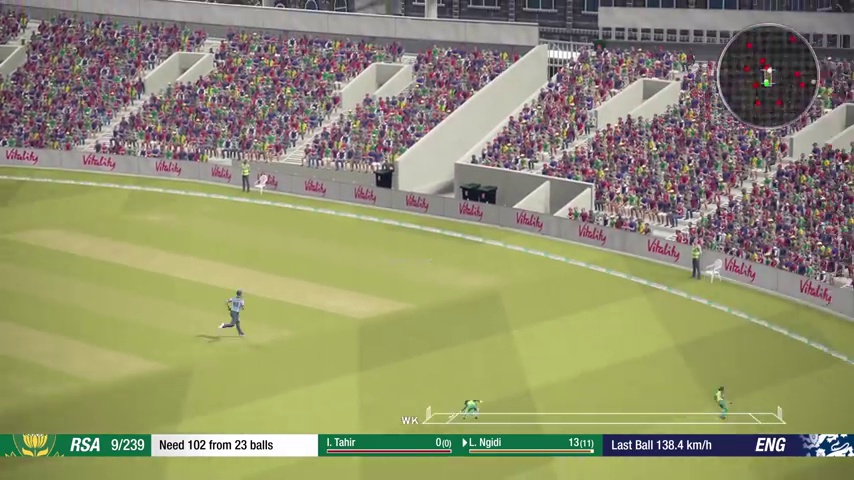 Vitality Vitality Vitality Vitality Vitality Vitality Vitality Vitality Vitality Vitality Vitality Vitality Vitality
WK
RSA 9/239 Need 102 from 23 balls I. Tahir 0(0) L. Ngidi 13(11) Last Ball 138.4 km/h ENG